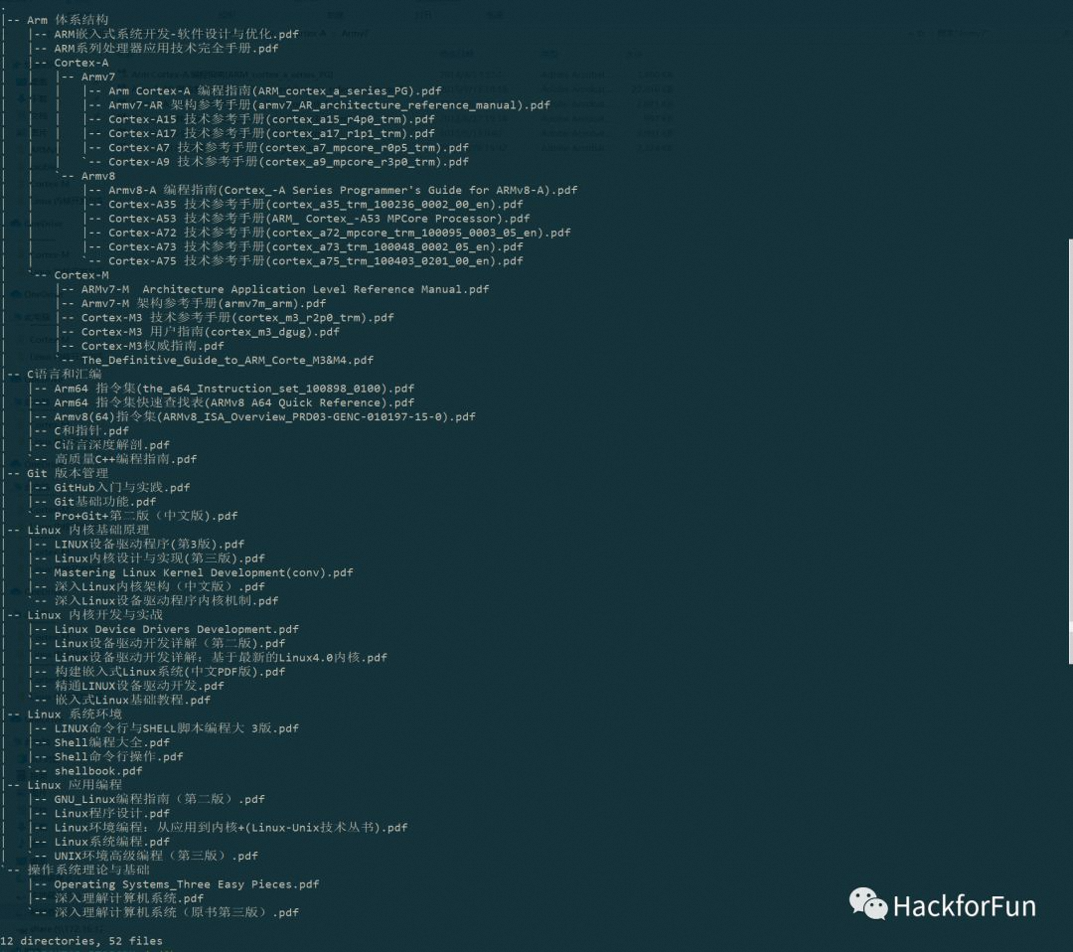 .
|-- Arm 体系结构
|   |-- ARM嵌入式系统开发-软件设计与优化.pdf
|   |-- ARM系列处理器应用技术完全手册.pdf
|   |-- Cortex-A
|   |   |-- Armv7
|   |   |   |-- Arm Cortex-A 编程指南(ARM_cortex_a_series_PG).pdf
|   |   |   |-- Armv7-AR 架构参考手册(armv7_AR_architecture_reference_manual).pdf
|   |   |   |-- Cortex-A15 技术参考手册(cortex_a15_r4p0_trm).pdf
|   |   |   |-- Cortex-A17 技术参考手册(cortex_a17_r1p1_trm).pdf
|   |   |   |-- Cortex-A7 技术参考手册(cortex_a7_mpcore_r0p5_trm).pdf
|   |   |   `-- Cortex-A9 技术参考手册(cortex_a9_mpcore_r3p0_trm).pdf
|   |   `-- Armv8
|   |       |-- Armv8-A 编程指南(Cortex_-A Series Programmer's Guide for ARMv8-A).pdf
|   |       |-- Cortex-A35 技术参考手册(cortex_a35_trm_100236_0002_00_en).pdf
|   |       |-- Cortex-A53 技术参考手册(ARM_ Cortex_-A53 MPCore Processor).pdf
|   |       |-- Cortex-A72 技术参考手册(cortex_a72_mpcore_trm_100095_0003_05_en).pdf
|   |       |-- Cortex-A73 技术参考手册(cortex_a73_trm_100048_0002_05_en).pdf
|   |       `-- Cortex-A75 技术参考手册(cortex_a75_trm_100403_0201_00_en).pdf
|   `-- Cortex-M
|       |-- ARMv7-M  Architecture Application Level Reference Manual.pdf
|       |-- Armv7-M 架构参考手册(armv7m_arm).pdf
|       |-- Cortex-M3 技术参考手册(cortex_m3_r2p0_trm).pdf
|       |-- Cortex-M3 用户指南(cortex_m3_dgug).pdf
|       |-- Cortex-M3权威指南.pdf
|       `-- The_Definitive_Guide_to_ARM_Corte_M3&M4.pdf
|-- C语言和汇编
|   |-- Arm64 指令集(the_a64_Instruction_set_100898_0100).pdf
|   |-- Arm64 指令集快速查找表(ARMv8 A64 Quick Reference).pdf
|   |-- Armv8(64)指令集(ARMv8_ISA_Overview_PRD03-GENC-010197-15-0).pdf
|   |-- C和指针.pdf
|   |-- C语言深度解剖.pdf
|   `-- 高质量C++编程指南.pdf
|-- Git 版本管理
|   |-- GitHub入门与实践.pdf
|   |-- Git基础功能.pdf
|   `-- Pro+Git+第二版（中文版).pdf
|-- Linux 内核基础原理
|   |-- LINUX设备驱动程序(第3版).pdf
|   |-- Linux内核设计与实现(第三版).pdf
|   |-- Mastering Linux Kernel Development(conv).pdf
|   |-- 深入Linux内核架构（中文版）.pdf
|   `-- 深入Linux设备驱动程序内核机制.pdf
|-- Linux 内核开发与实战
|   |-- Linux Device Drivers Development.pdf
|   |-- Linux设备驱动开发详解（第二版).pdf
|   |-- Linux设备驱动开发详解：基于最新的Linux4.0内核.pdf
|   |-- 构建嵌入式Linux系统(中文PDF版).pdf
|   |-- 精通LINUX设备驱动开发.pdf
|   `-- 嵌入式Linux基础教程.pdf
|-- Linux 系统环境
|   |-- LINUX命令行与SHELL脚本编程大 3版.pdf
|   |-- Shell编程大全.pdf
|   |-- Shell命令行操作.pdf
|   `-- shellbook.pdf
|-- Linux 应用编程
|   |-- GNU_Linux编程指南（第二版）.pdf
|   |-- Linux程序设计.pdf
|   |-- Linux环境编程：从应用到内核+(Linux-Unix技术丛书).pdf
|   |-- Linux系统编程.pdf
|   `-- UNIX环境高级编程（第三版）.pdf
`-- 操作系统理论与基础
    |-- Operating Systems_Three Easy Pieces.pdf
    |-- 深入理解计算机系统.pdf
    `-- 深入理解计算机系统（原书第三版）.pdf
12 directories, 52 files
HackforFun